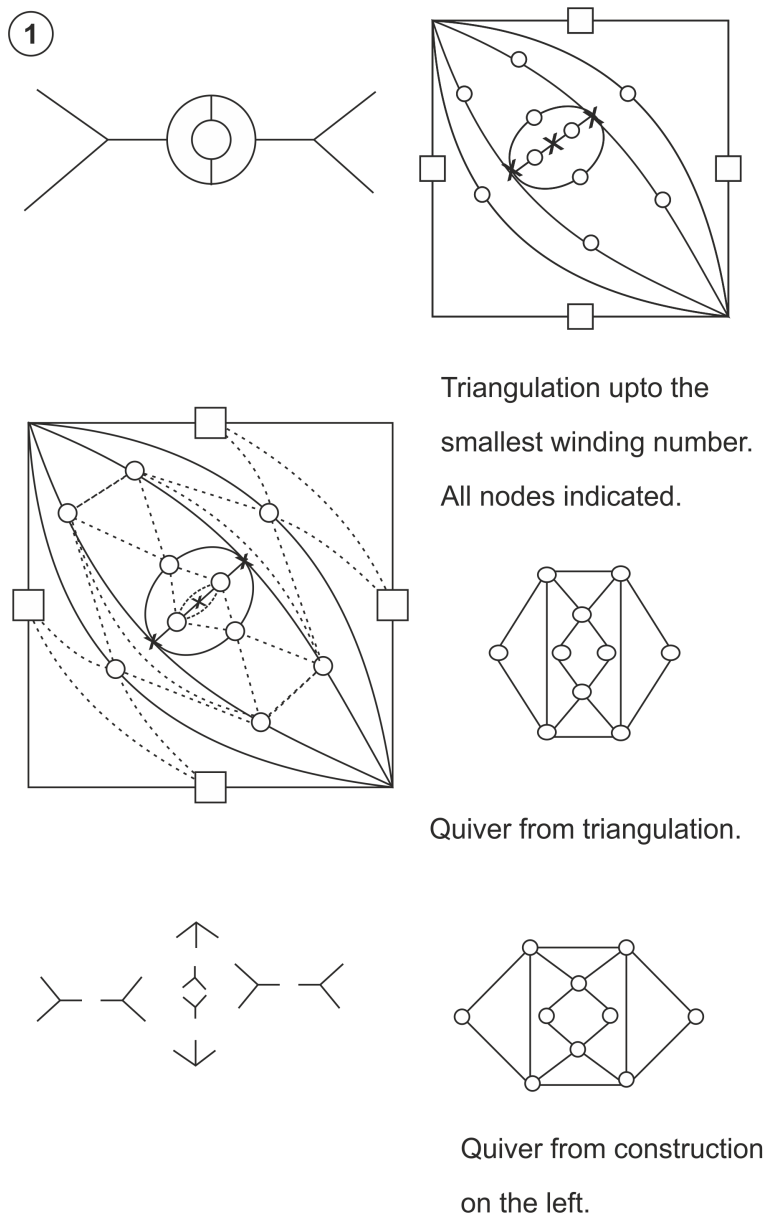 1
Triangulation upto the
smallest winding number.
All nodes indicated.
Quiver from triangulation.
Quiver from construction
on the left.